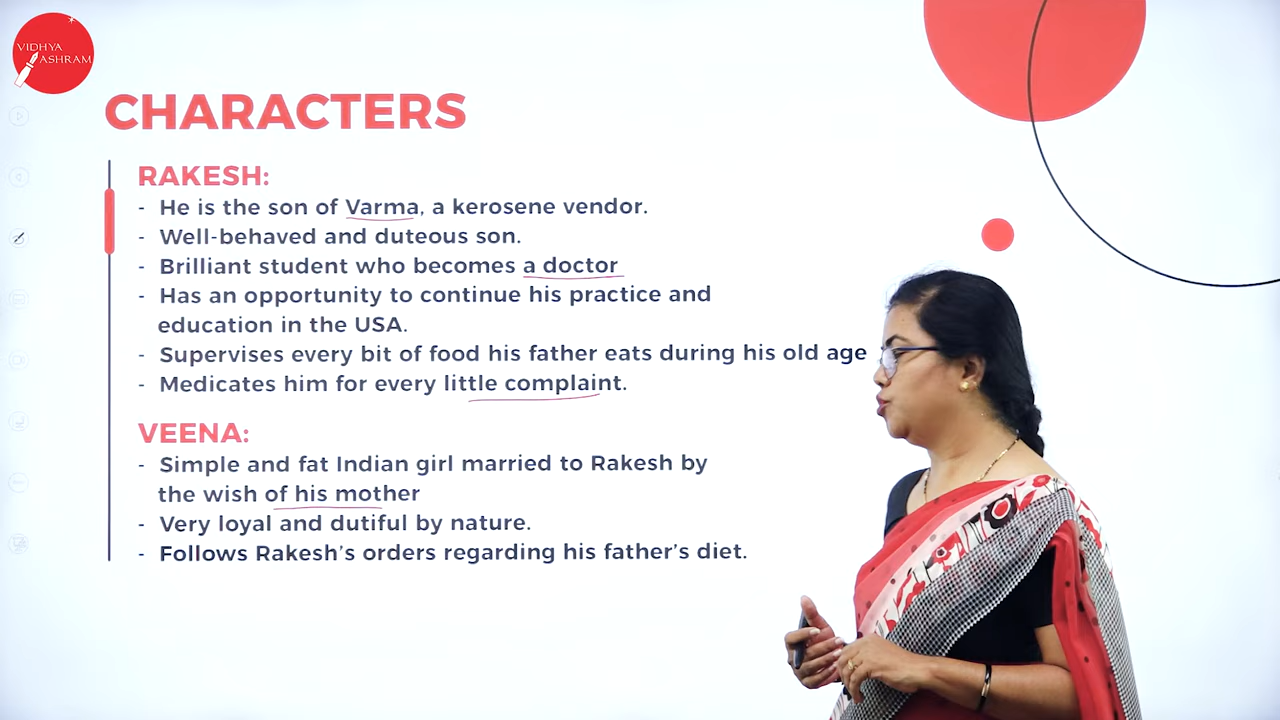 VIDHYA
ASHRAM
CHARACTERS
RAKESH:
- He is the son of Varma, a kerosene vendor.
- Well-behaved and duteous son.
- Brilliant student who becomes a doctor
- Has an opportunity to continue his practice and
education in the USA.
- Supervises every bit of food his father eats during his old age
- Medicates him for every little complaint.
VEENA:
- Simple and fat Indian girl married to Rakesh by
the wish of his mother
- Very loyal and dutiful by nature.
- Follows Rakesh's orders regarding his father's diet.